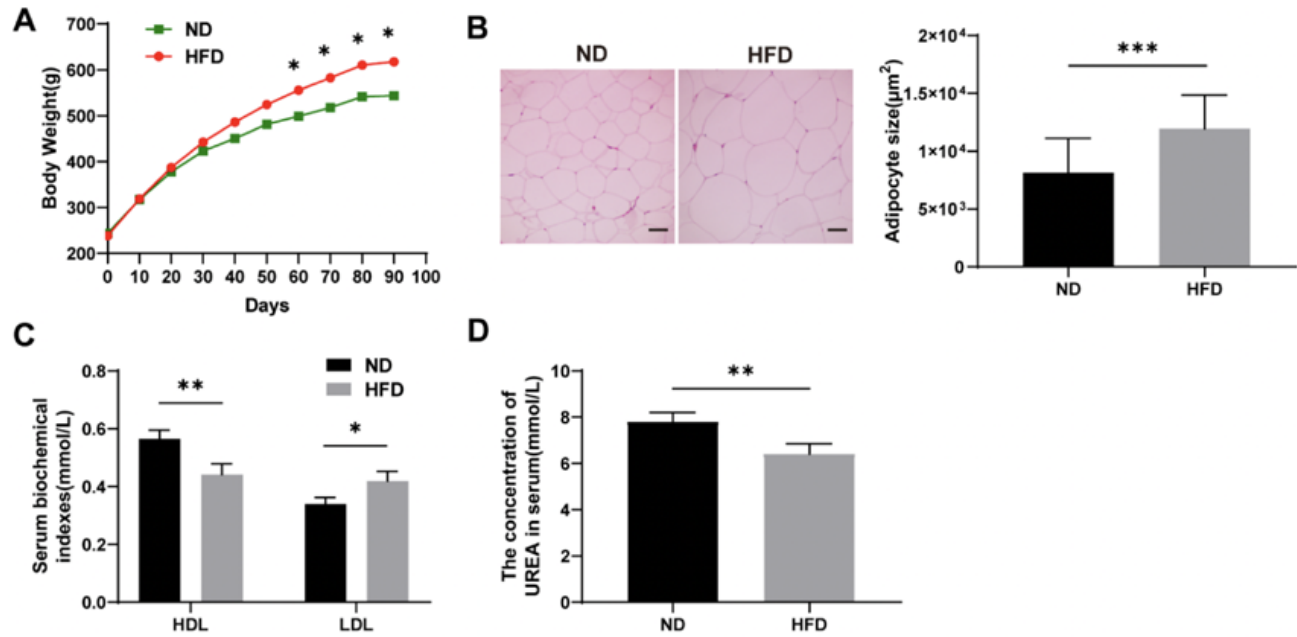 A
Body Weight(g)
700
600
500
400
300
200
ND
HFD
* * * *
0 10 20 30 40 50 60 70 80 90 100
Days
B
ND HFD
Adipocyte size(μm²)
2×10⁴
1.5×10⁴
1×10⁴
5×10³
0
***
ND HFD
C
Serum biochemical
indexes(mmol/L)
0.8
0.6
0.4
0.2
0.0
ND
HFD
**
*
HDL LDL
D
The concentration of
UREA in serum(mmol/L)
10
8
6
4
2
0
**
ND HFD